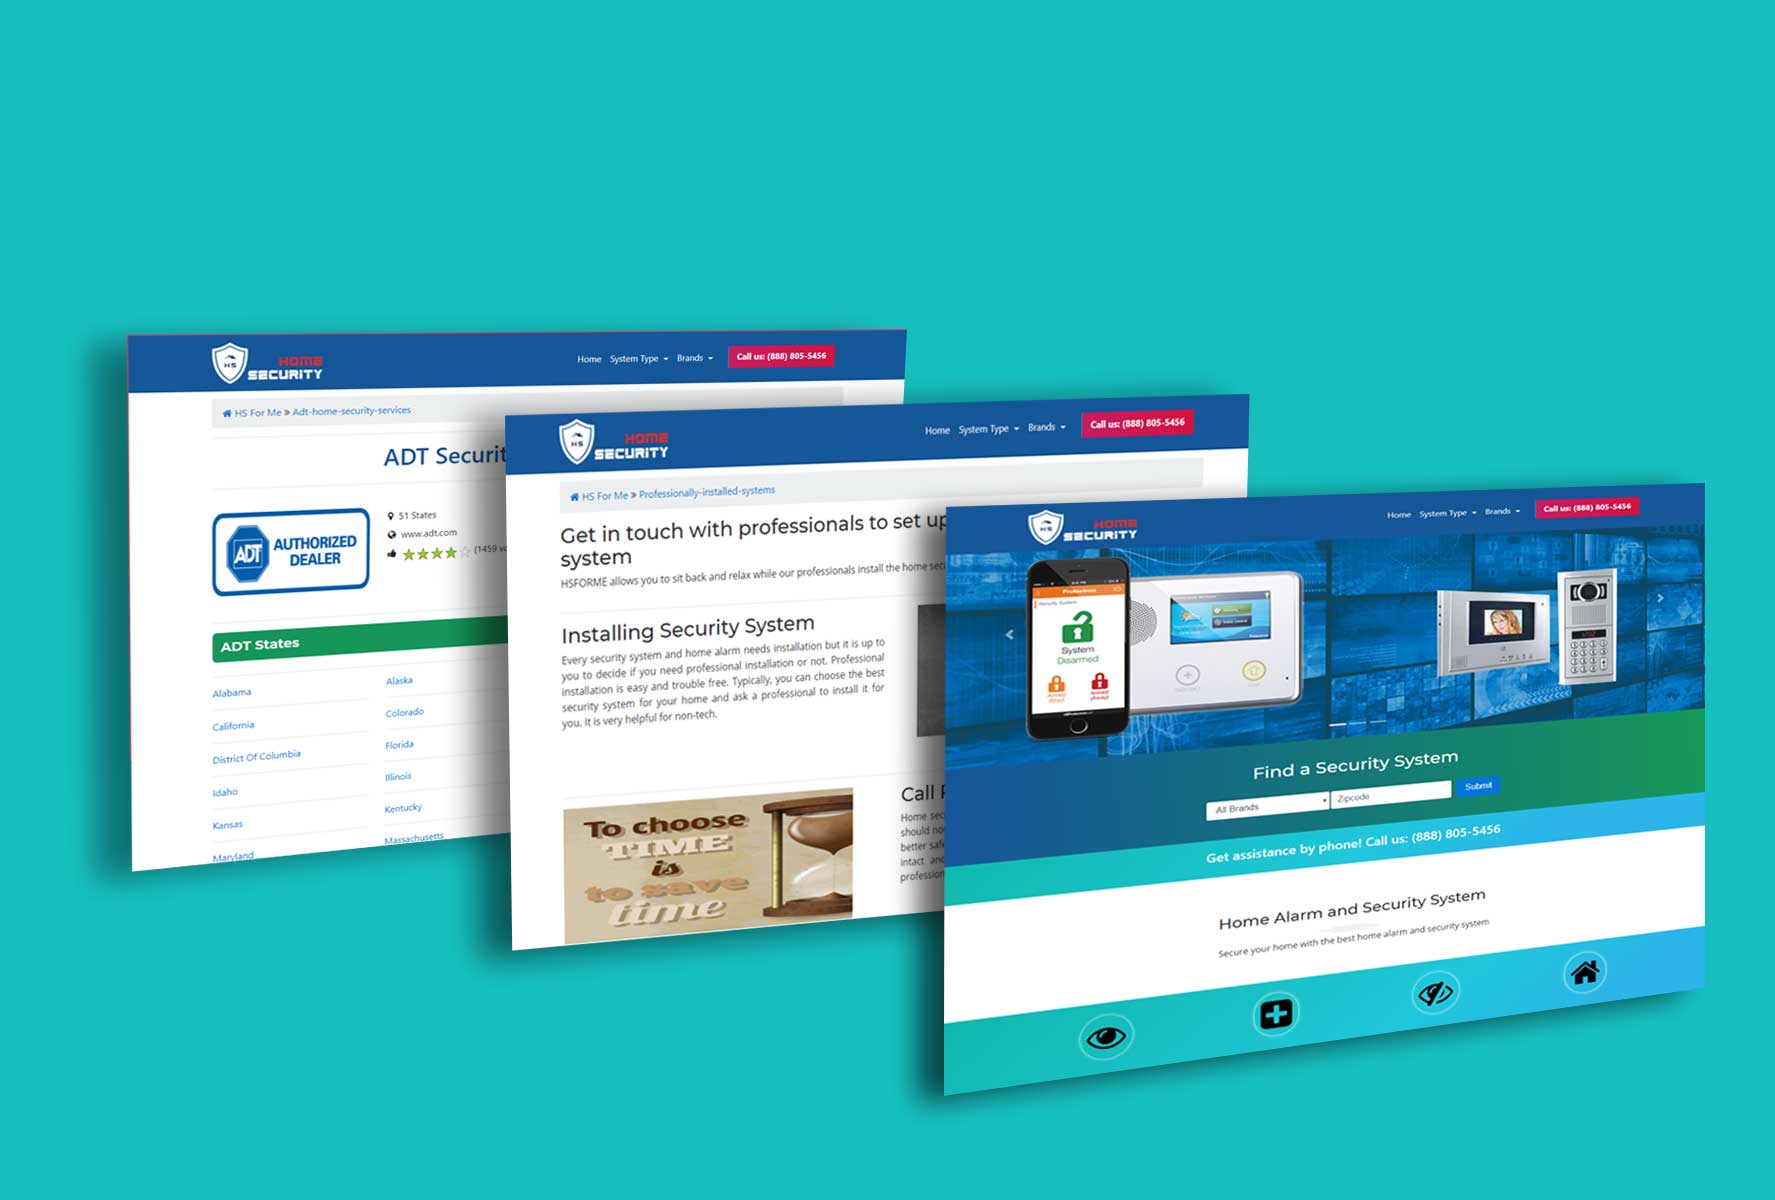 HS
HOME
SECURITY
Home System Type Brands
Call us: (888) 805-5456
HS For Me » Adt-home-security-services
ADT Securit
ADT
AUTHORIZED
DEALER
51 States
www.adt.com
(1459 vo
ADT States
Alabama
Alaska
California
Colorado
District Of Columbia
Florida
Idaho
Illinois
Kansas
Kentucky
Maryland
Massachusetts
HS
HOME
SECURITY
Home System Type Brands
Call us: (888) 805-5456
HS For Me » Professionally-installed-systems
Get in touch with professionals to set up
system
HSFORME allows you to sit back and relax while our professionals install the home secu
Installing Security System
Every security system and home alarm needs installation but it is up to
you to decide if you need professional installation or not. Professional
installation is easy and trouble free. Typically, you can choose the best
security system for your home and ask a professional to install it for
you. It is very helpful for non-tech.
To choose
TIME
is
to save
time
Call
Home sec
should no
better safe
intact and
profession
HS
HOME
SECURITY
Home System Type Brands
Call us: (888) 805-5456
Security System
System
Disarmed
Find a Security System
All Brands
Zipcode
Submit
Get assistance by phone! Call us: (888) 805-5456
Home Alarm and Security System
Secure your home with the best home alarm and security system